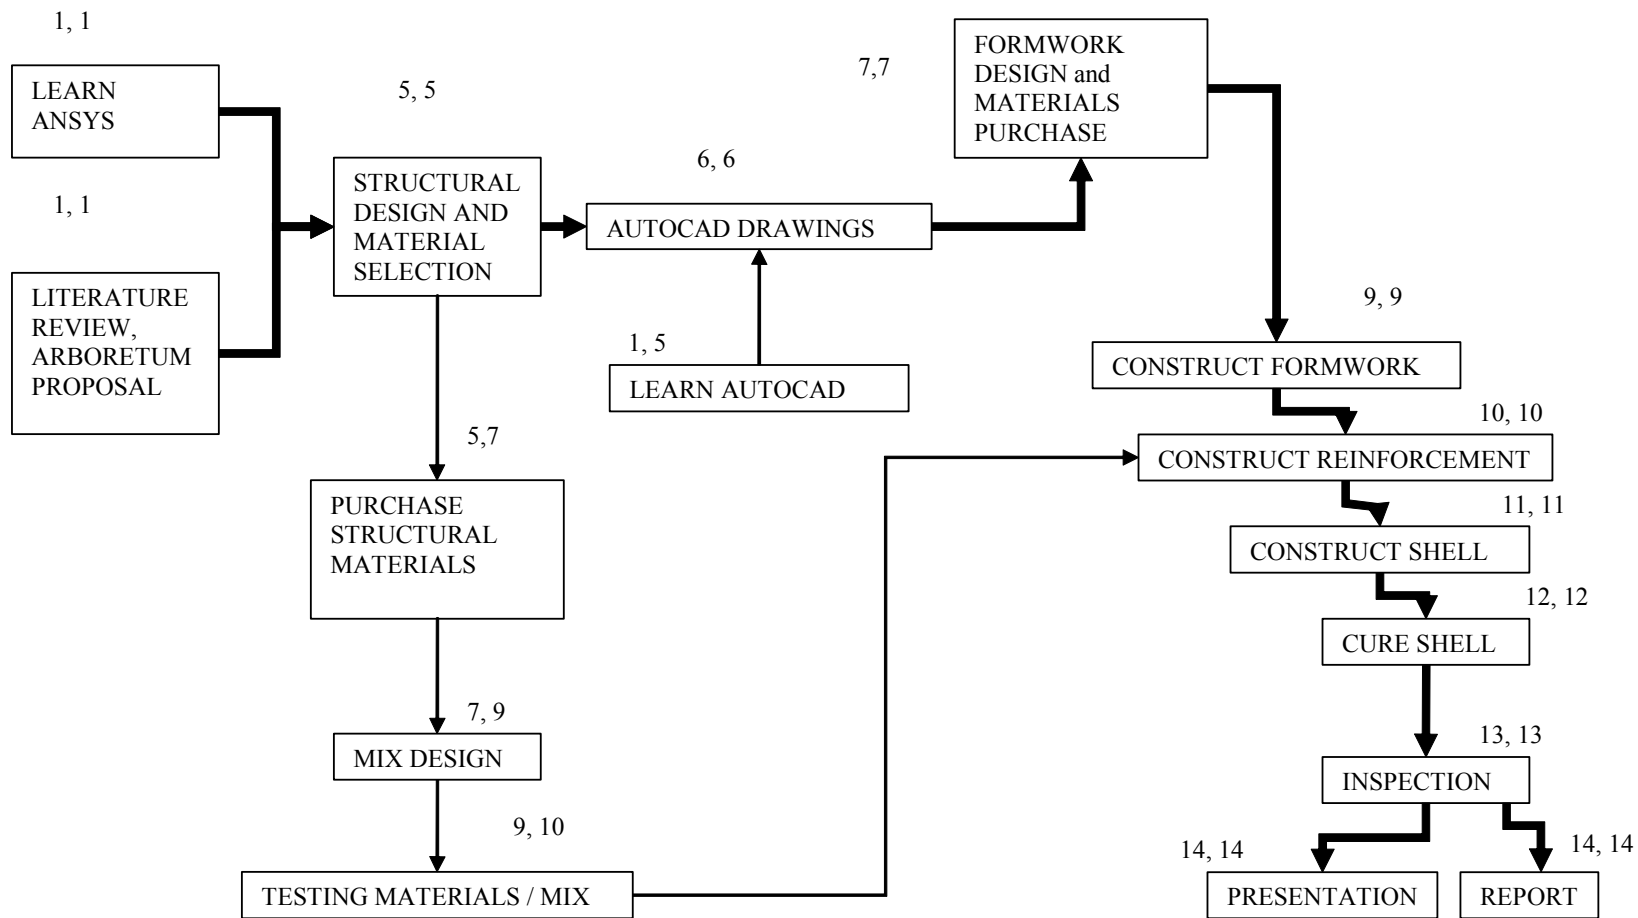 1, 1
LEARN
ANSYS
1, 1
LITERATURE
REVIEW,
ARBORETUM
PROPOSAL
5, 5
STRUCTURAL
DESIGN AND
MATERIAL
SELECTION
6, 6
AUTOCAD DRAWINGS
1, 5
LEARN AUTOCAD
7,7
FORMWORK
DESIGN and
MATERIALS
PURCHASE
5,7
PURCHASE
STRUCTURAL
MATERIALS
7, 9
MIX DESIGN
9, 10
TESTING MATERIALS / MIX
9, 9
CONSTRUCT FORMWORK
10, 10
CONSTRUCT REINFORCEMENT
11, 11
CONSTRUCT SHELL
12, 12
CURE SHELL
13, 13
INSPECTION
14, 14
PRESENTATION
14, 14
REPORT